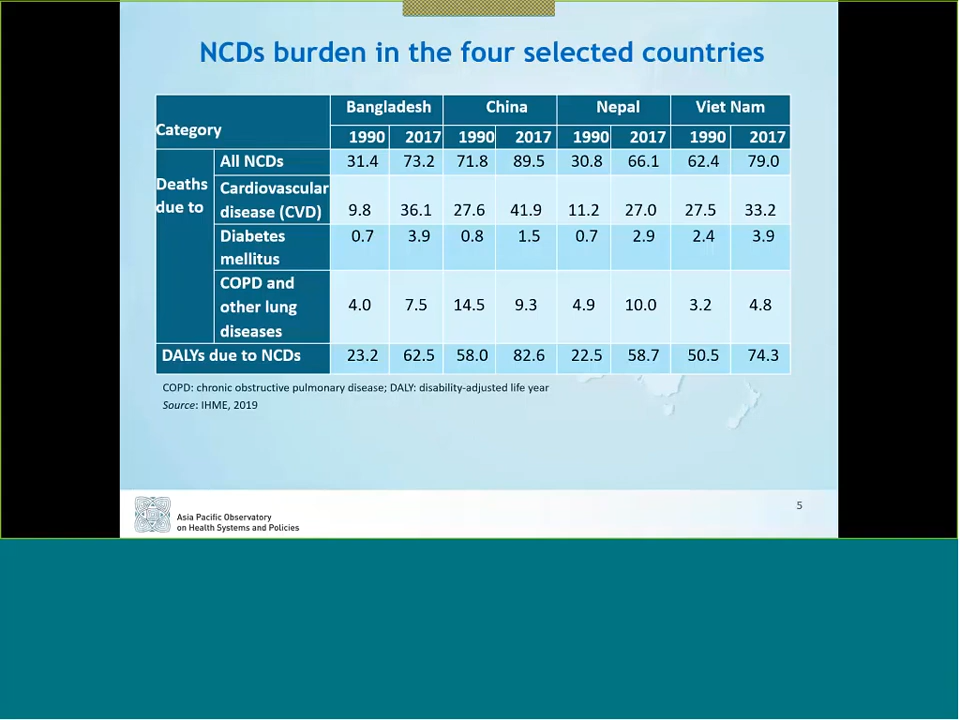 NCDs burden in the four selected countries
Category Bangladesh China Nepal Viet Nam
1990 2017 1990 2017 1990 2017 1990 2017
Deaths due to All NCDs 31.4 73.2 71.8 89.5 30.8 66.1 62.4 79.0
Cardiovascular disease (CVD) 9.8 36.1 27.6 41.9 11.2 27.0 27.5 33.2
Diabetes mellitus 0.7 3.9 0.8 1.5 0.7 2.9 2.4 3.9
COPD and other lung diseases 4.0 7.5 14.5 9.3 4.9 10.0 3.2 4.8
DALYs due to NCDs 23.2 62.5 58.0 82.6 22.5 58.7 50.5 74.3
COPD: chronic obstructive pulmonary disease; DALY: disability-adjusted life year
Source: IHME, 2019
5
Asia Pacific Observatory
on Health Systems and Policies